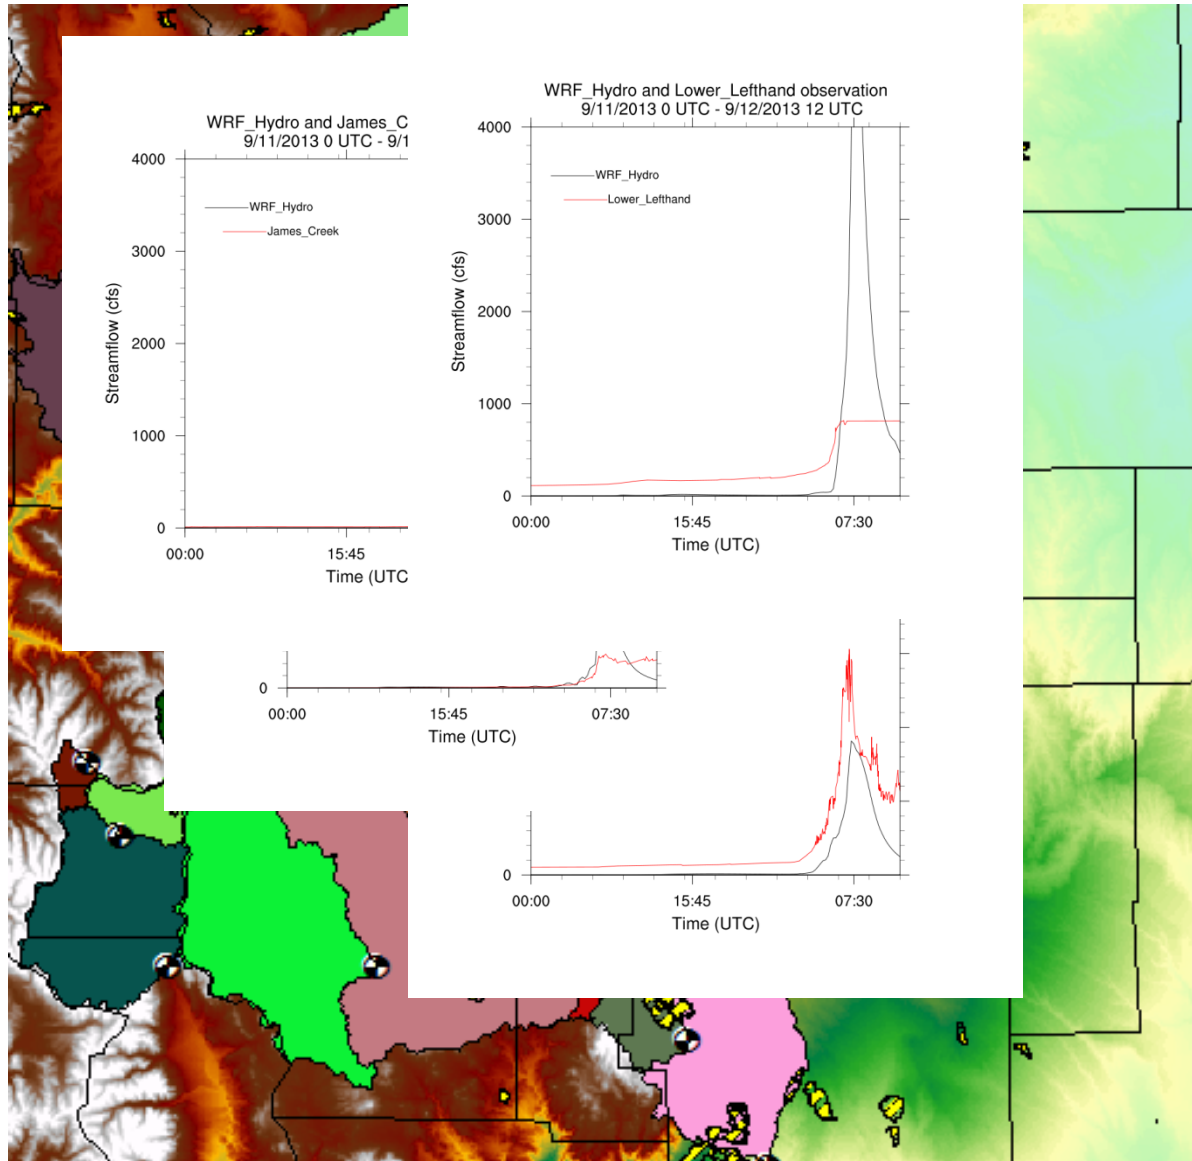 WRF_Hydro and James_C
9/11/2013 0 UTC - 9/1
4000
3000
2000
1000
0
Streamflow (cfs)
WRF_Hydro
James_Creek
00:00
15:45
Time (UTC
WRF_Hydro and Lower_Lefthand observation
9/11/2013 0 UTC - 9/12/2013 12 UTC
4000
3000
2000
1000
0
Streamflow (cfs)
WRF_Hydro
Lower_Lefthand
00:00
15:45
07:30
Time (UTC)
0
00:00
15:45
07:30
Time (UTC)
0
00:00
15:45
07:30
Time (UTC)